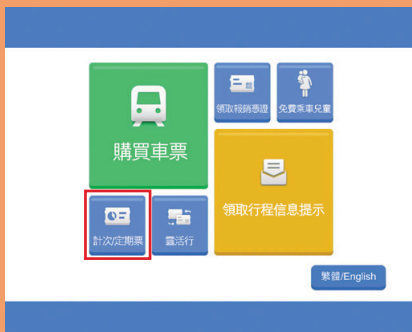 購買車票
領取報銷憑證
免費乘車兒童
領取行程信息提示
計次/定期票
靈活行
繁體/English